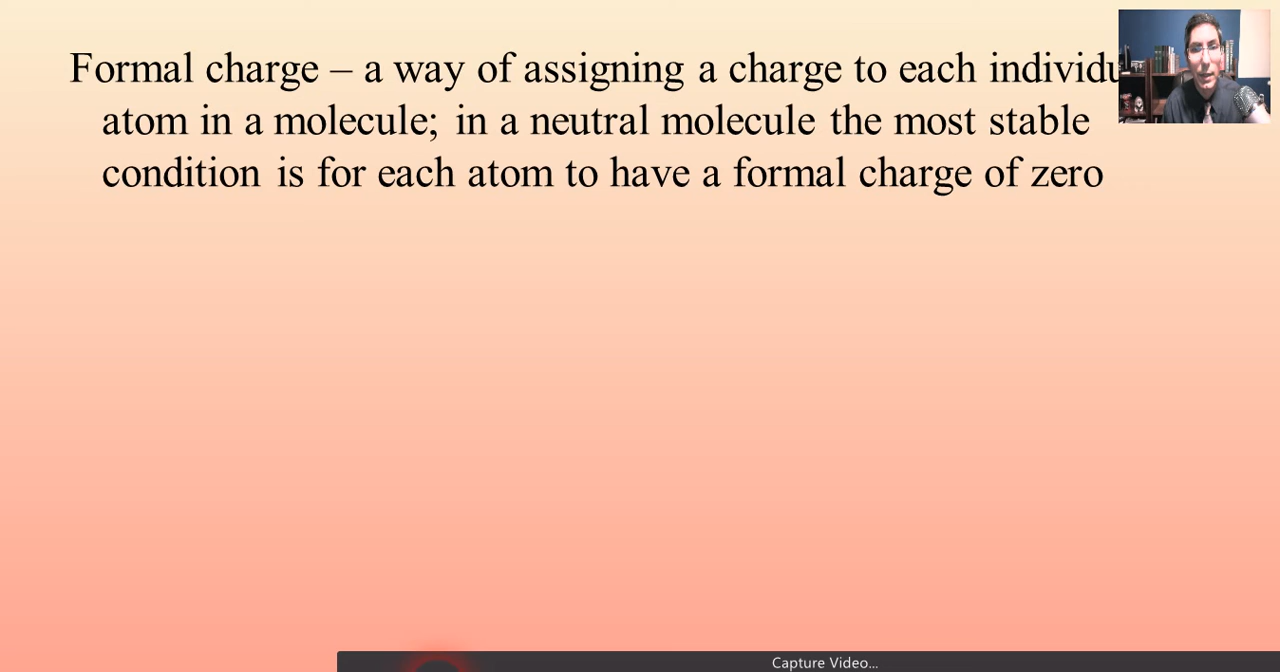 Formal charge – a way of assigning a charge to each
atom in a molecule; in a neutral molecule the most stable
condition is for each atom to have a formal charge of zero
Capture Video...